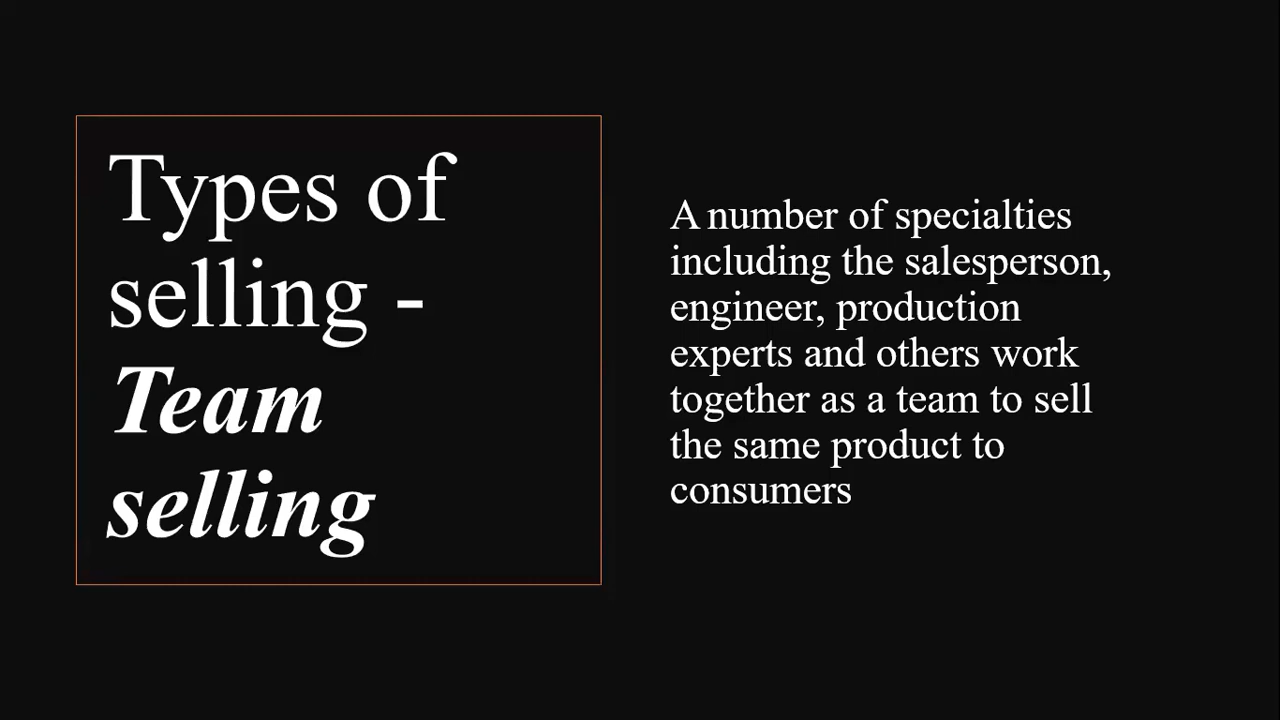 Types of
selling -
Team
selling
A number of specialties
including the salesperson,
engineer, production
experts and others work
together as a team to sell
the same product to
consumers